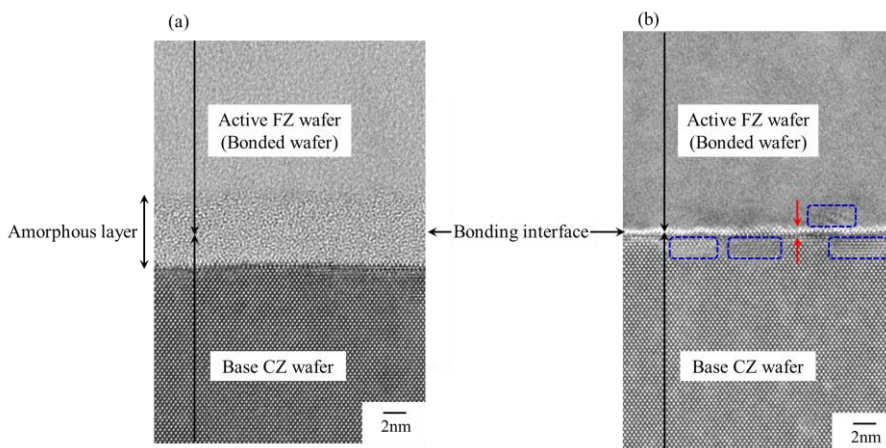 (a)
(b)
Active FZ wafer
(Bonded wafer)
Active FZ wafer
(Bonded wafer)
Amorphous layer
Bonding interface
Base CZ wafer
Base CZ wafer
2nm
2nm